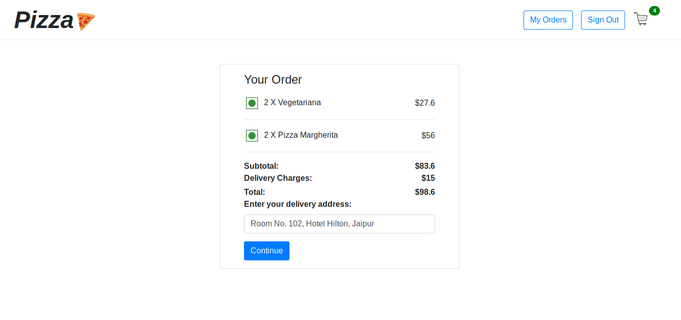 Pizza
My Orders
Sign Out
4
Your Order
2 X Vegetariana $27.6
2 X Pizza Margherita $56
Subtotal: $83.6
Delivery Charges: $15
Total: $98.6
Enter your delivery address:
Room No. 102, Hotel Hilton, Jaipur
Continue